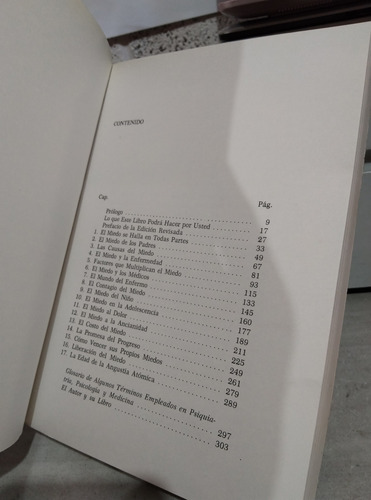 CONTENIDO
Cap. Pág.
Prólogo 9
Lo que Este Libro Podrá Hacer por Usted 17
Prefacio de la Edición Revisada 27
1. El Miedo se Halla en Todas Partes 33
2. El Miedo de los Padres 49
3. Las Causas del Miedo 67
4. El Miedo y la Enfermedad 81
5. Factores que Multiplican el Miedo 93
6. El Miedo y los Médicos 115
7. El Mundo del Enfermo 133
8. El Contagio del Miedo 145
9. El Miedo del Niño 160
10. El Miedo en la Adolescencia 177
11. El Miedo al Dolor 189
12. El Miedo a la Ancianidad 211
13. El Costo del Miedo 225
14. La Promesa del Progreso 249
15. Cómo Vencer sus Propios Miedos 261
16. Liberación del Miedo 279
17. La Edad de la Angustia Atómica 289
Glosario de Algunos Términos Empleados en Psiquia-
tría, Psicología y Medicina 297
El Autor y su Libro 303